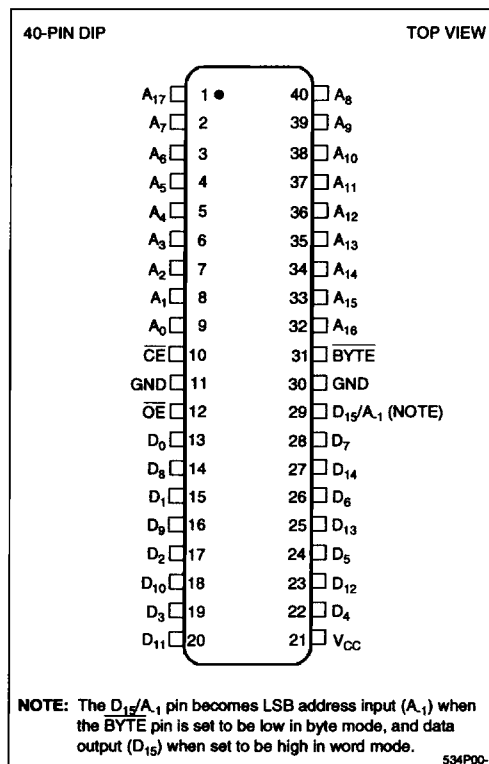 40-PIN DIP TOP VIEW
A17 1 ● 40 A8
A7 2 39 A9
A6 3 38 A10
A5 4 37 A11
A4 5 36 A12
A3 6 35 A13
A2 7 34 A14
A1 8 33 A15
A0 9 32 A16
C̅E̅ 10 31 B̅Y̅T̅E̅
GND 11 30 GND
O̅E̅ 12 29 D15/A-1 (NOTE)
D0 13 28 D7
D8 14 27 D14
D1 15 26 D6
D9 16 25 D13
D2 17 24 D5
D10 18 23 D12
D3 19 22 D4
D11 20 21 VCC
NOTE: The D15/A-1 pin becomes LSB address input (A-1) when
the B̅Y̅T̅E̅ pin is set to be low in byte mode, and data
output (D15) when set to be high in word mode.
534P00-